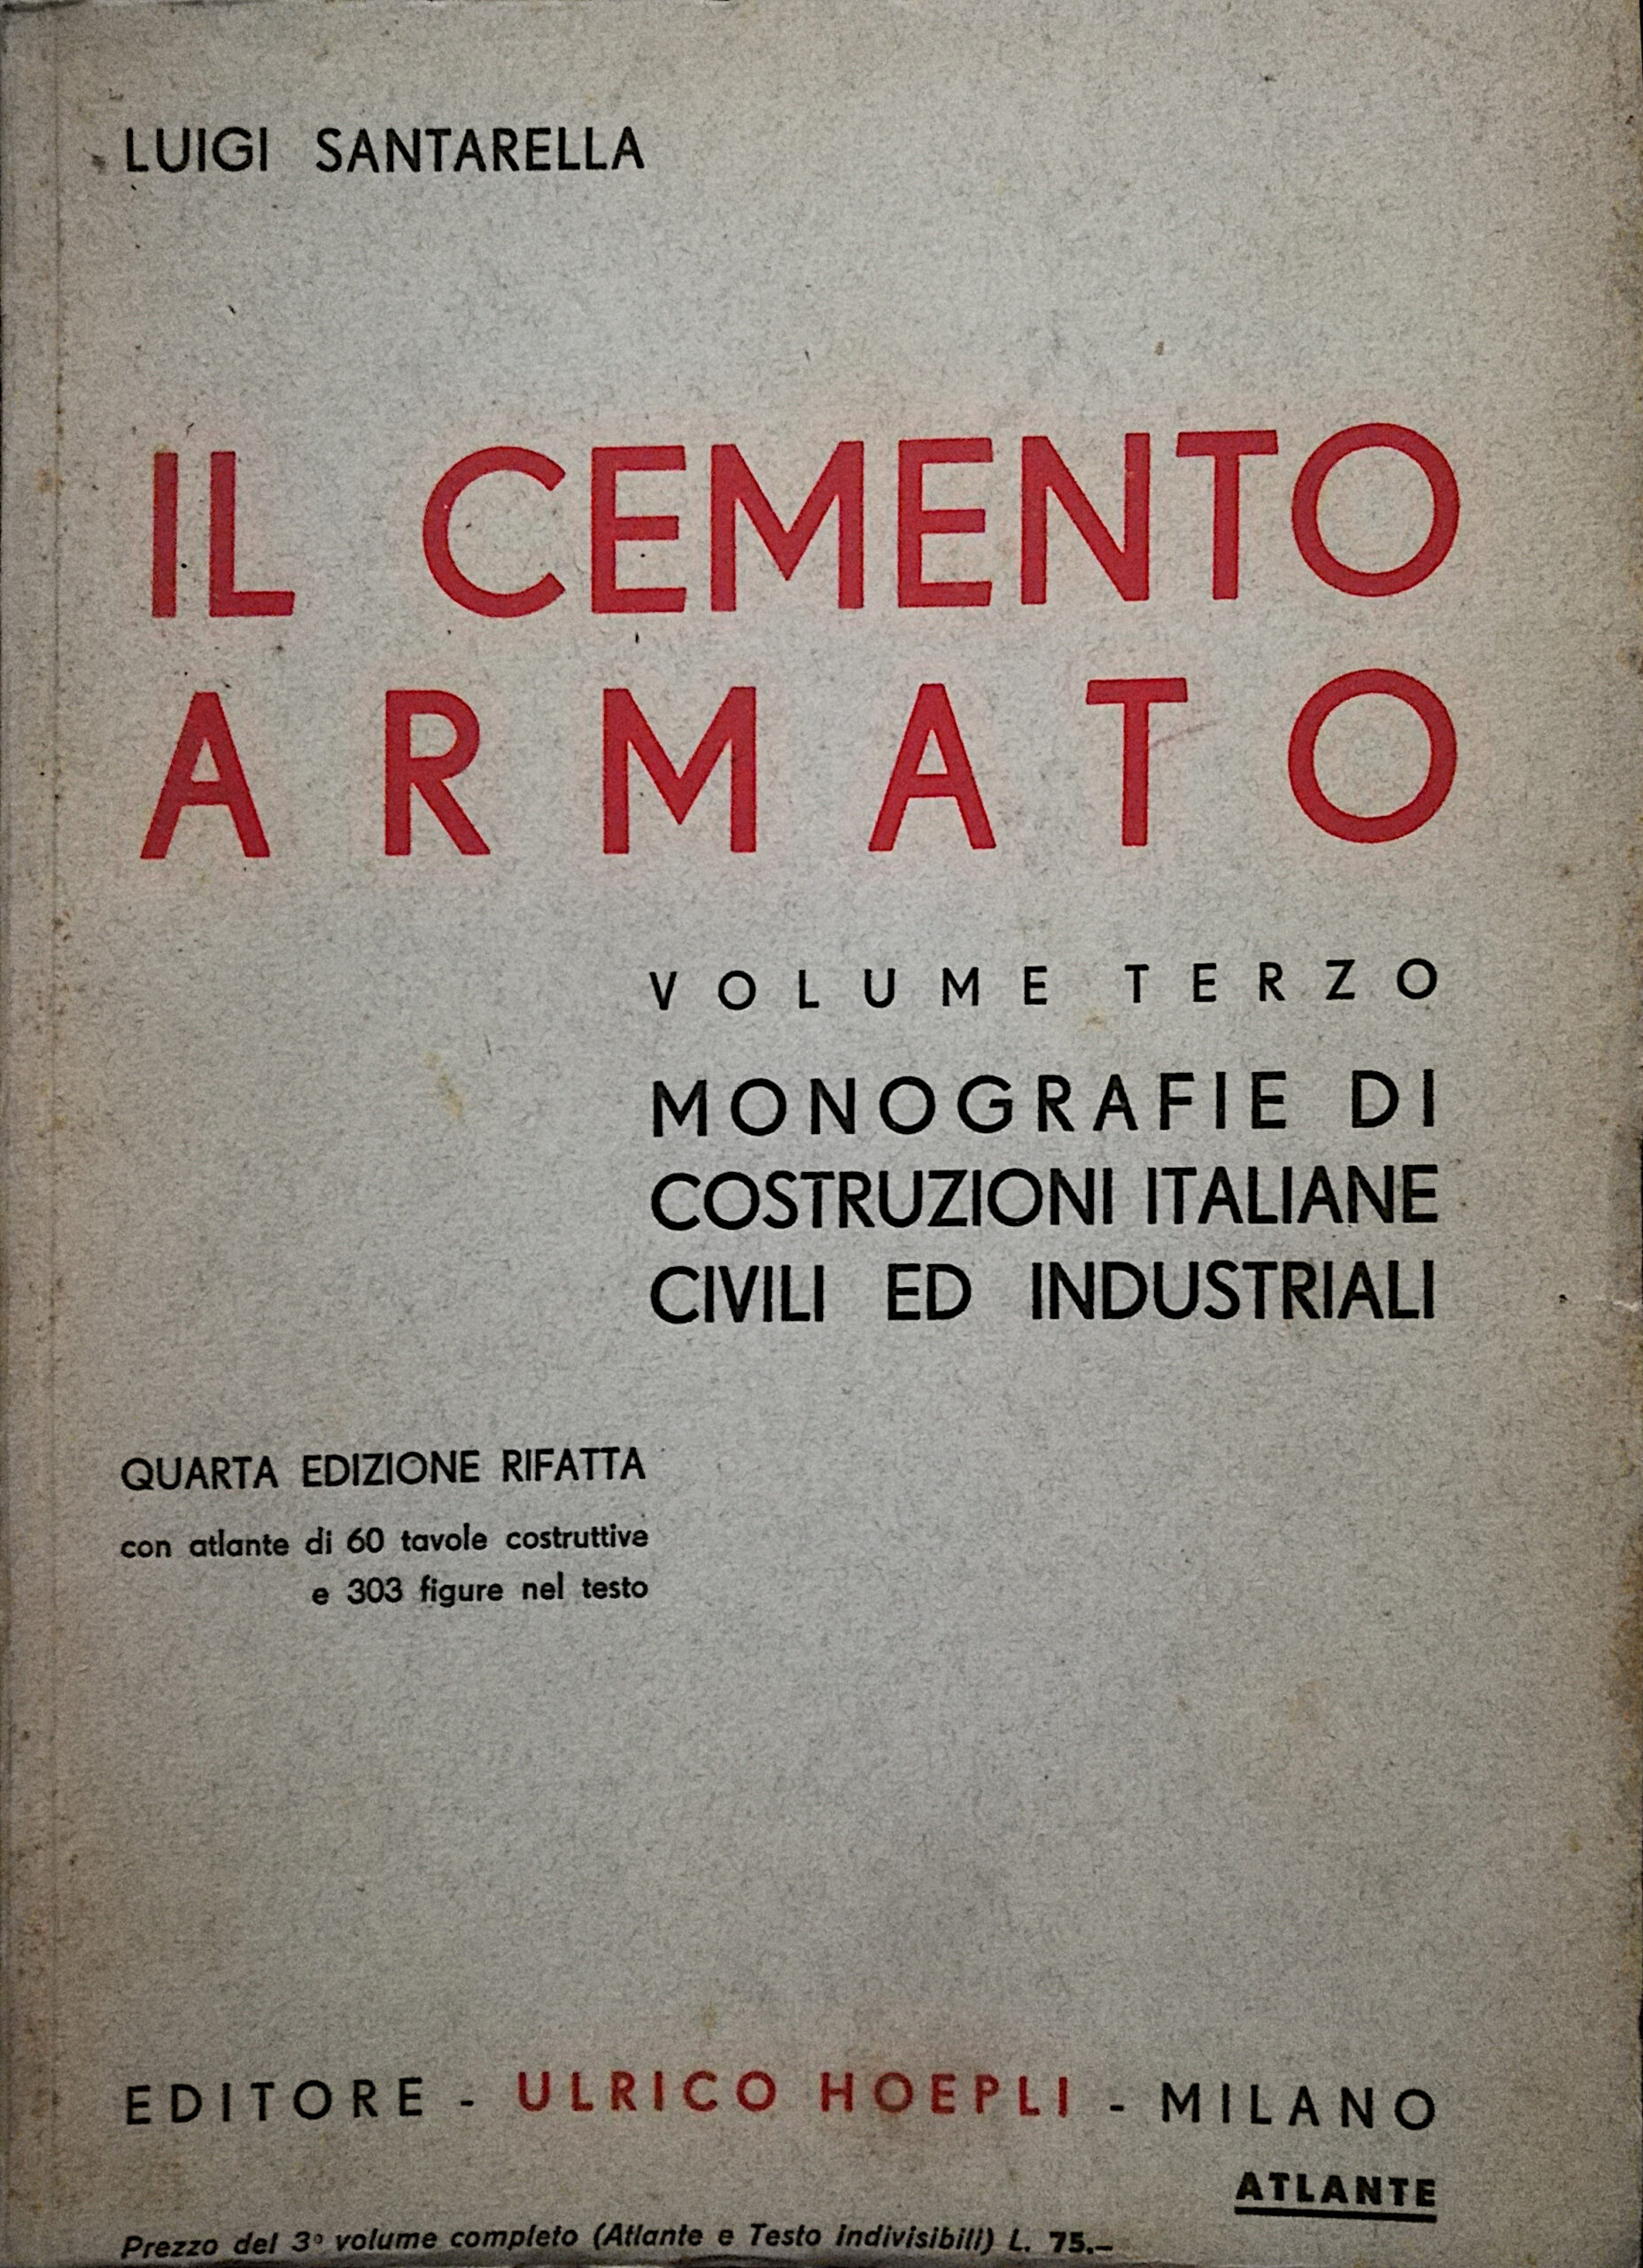 LUIGI SANTARELLA
IL CEMENTO
ARMATO
VOLUME TERZO
MONOGRAFIE DI
COSTRUZIONI ITALIANE
CIVILI ED INDUSTRIALI
QUARTA EDIZIONE RIFATTA
con atlante di 60 tavole costruttive
e 303 figure nel testo
EDITORE - ULRICO HOEPLI - MILANO
ATLANTE
Prezzo del 3° volume completo (Atlante e Testo indivisibili) L. 75.–